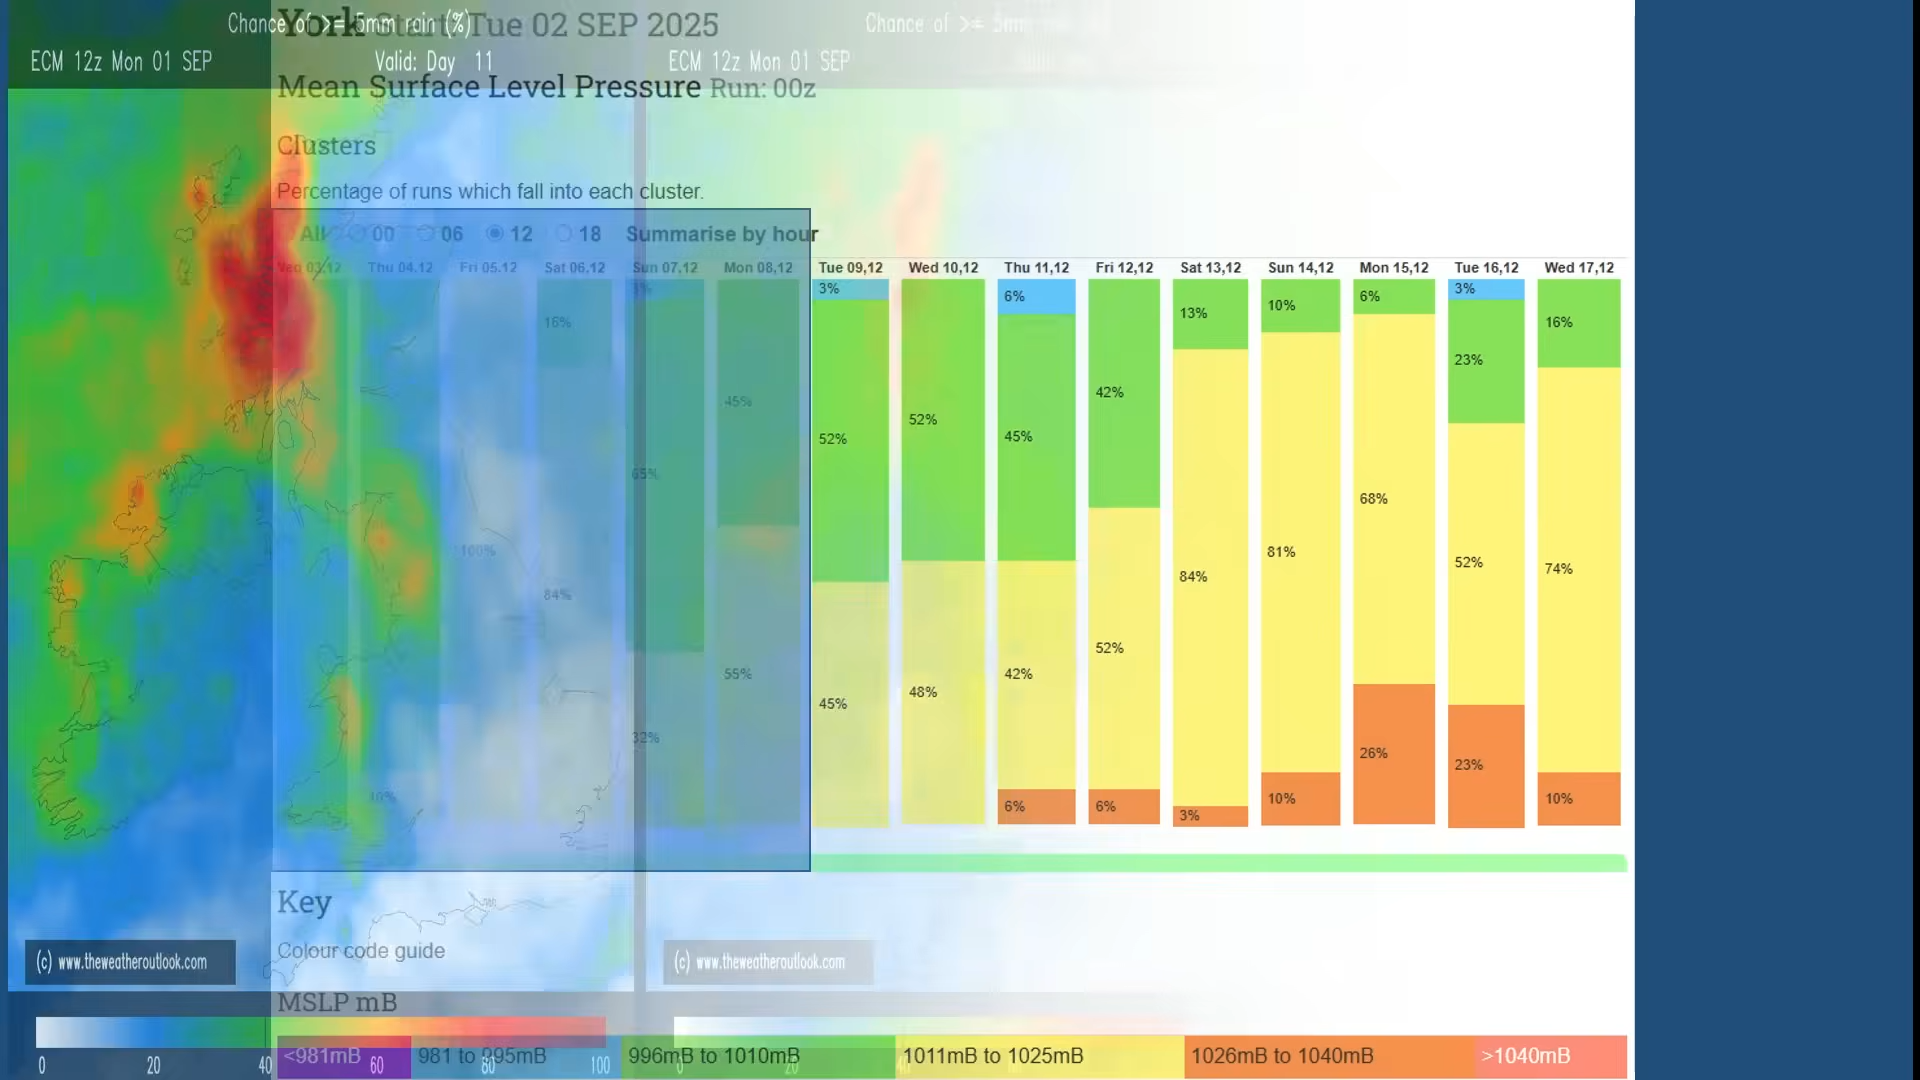 Chance of >= 5mm rain (%)
York Start: Tue 02 SEP 2025
Chance of >= 5mm
ECM 12z Mon 01 SEP
Valid: Day 11
ECM 12z Mon 01 SEP
Mean Surface Level Pressure Run: 00z
Clusters
Percentage of runs which fall into each cluster.
All 00 06 12 18 Summarise by hour
Wed 03,12 Thu 04,12 Fri 05,12 Sat 06,12 Sun 07,12 Mon 08,12 Tue 09,12 Wed 10,12 Thu 11,12 Fri 12,12 Sat 13,12 Sun 14,12 Mon 15,12 Tue 16,12 Wed 17,12
3% 3% 6% 13% 10% 6% 3%
16% 16%
45% 42% 23%
65% 52% 52% 45%
100% 84% 81% 68% 52% 74%
84% 55% 48% 42% 52%
32% 45% 26% 23%
10% 6% 6% 3% 10% 10%
Key
Colour code guide
(c) www.theweatheroutlook.com
(c) www.theweatheroutlook.com
MSLP mB
<981mB 981 to 995mB 996mB to 1010mB 1011mB to 1025mB 1026mB to 1040mB >1040mB
0 20 40 60 80 100
0 20 40